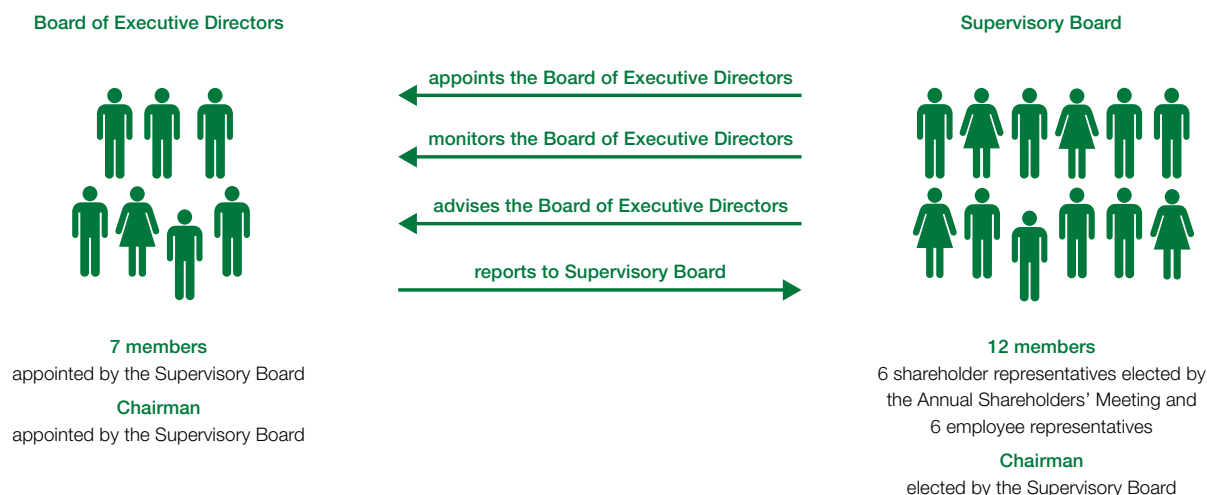 Board of Executive Directors
Supervisory Board
appoints the Board of Executive Directors
monitors the Board of Executive Directors
advises the Board of Executive Directors
reports to Supervisory Board
7 members
appointed by the Supervisory Board
Chairman
appointed by the Supervisory Board
12 members
6 shareholder representatives elected by
the Annual Shareholders’ Meeting and
6 employee representatives
Chairman
elected by the Supervisory Board